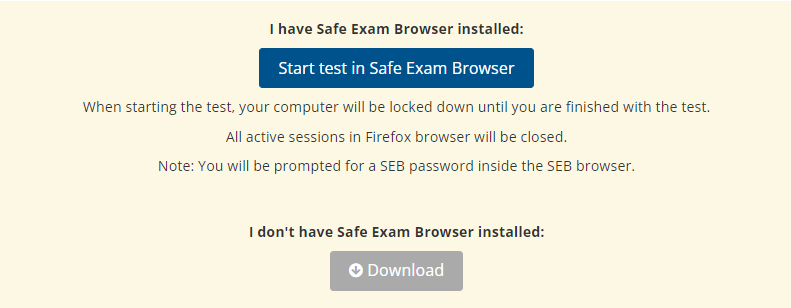 I have Safe Exam Browser installed:
Start test in Safe Exam Browser
When starting the test, your computer will be locked down until you are finished with the test.
All active sessions in Firefox browser will be closed.
Note: You will be prompted for a SEB password inside the SEB browser.
I don't have Safe Exam Browser installed:
Download